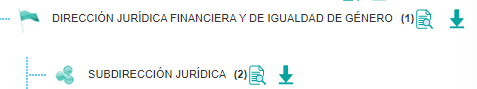 DIRECCIÓN JURÍDICA FINANCIERA Y DE IGUALDAD DE GÉNERO (1)
SUBDIRECCIÓN JURÍDICA (2)